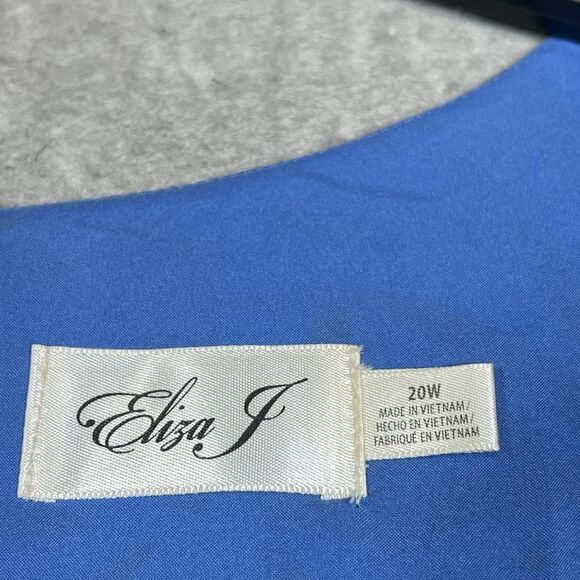 Eliza J
20W
MADE IN VIETNAM/
HECHO EN VIETNAM/
FABRIQUÉ EN VIETNAM